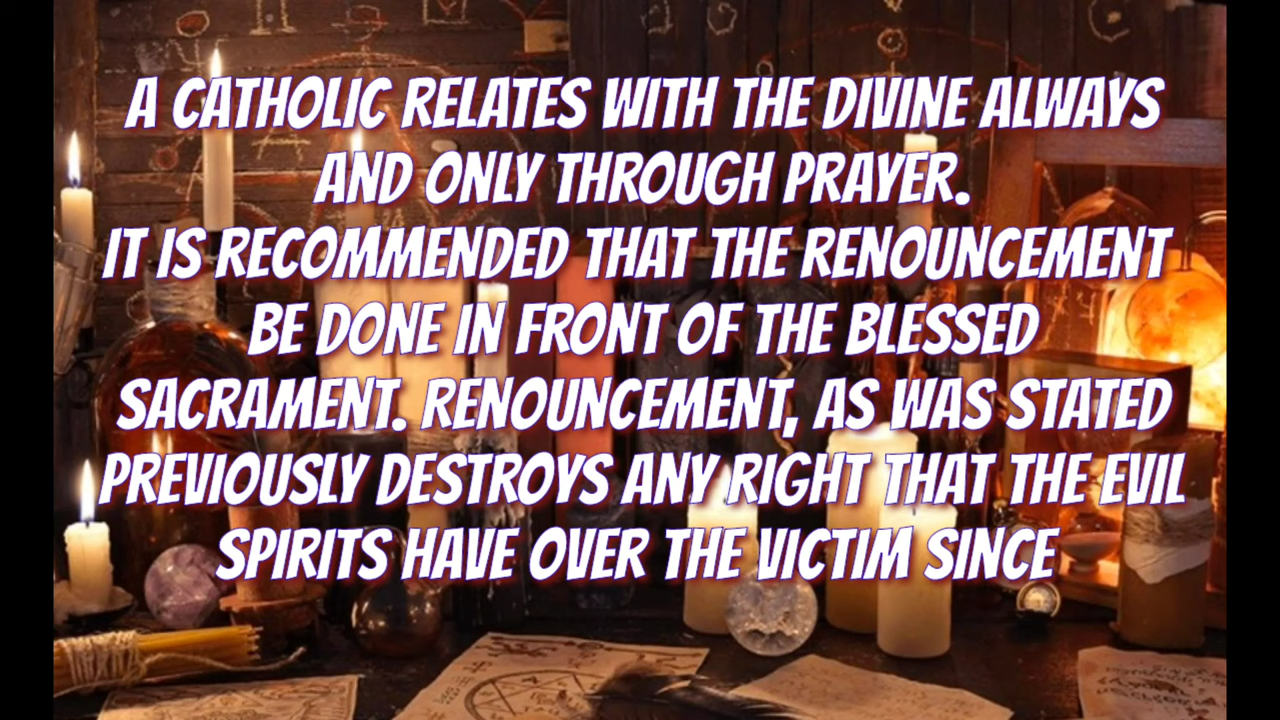 A CATHOLIC RELATES WITH THE DIVINE ALWAYS
AND ONLY THROUGH PRAYER.
IT IS RECOMMENDED THAT THE RENOUNCEMENT
BE DONE IN FRONT OF THE BLESSED
SACRAMENT. RENOUNCEMENT, AS WAS STATED
PREVIOUSLY DESTROYS ANY RIGHT THAT THE EVIL
SPIRITS HAVE OVER THE VICTIM SINCE